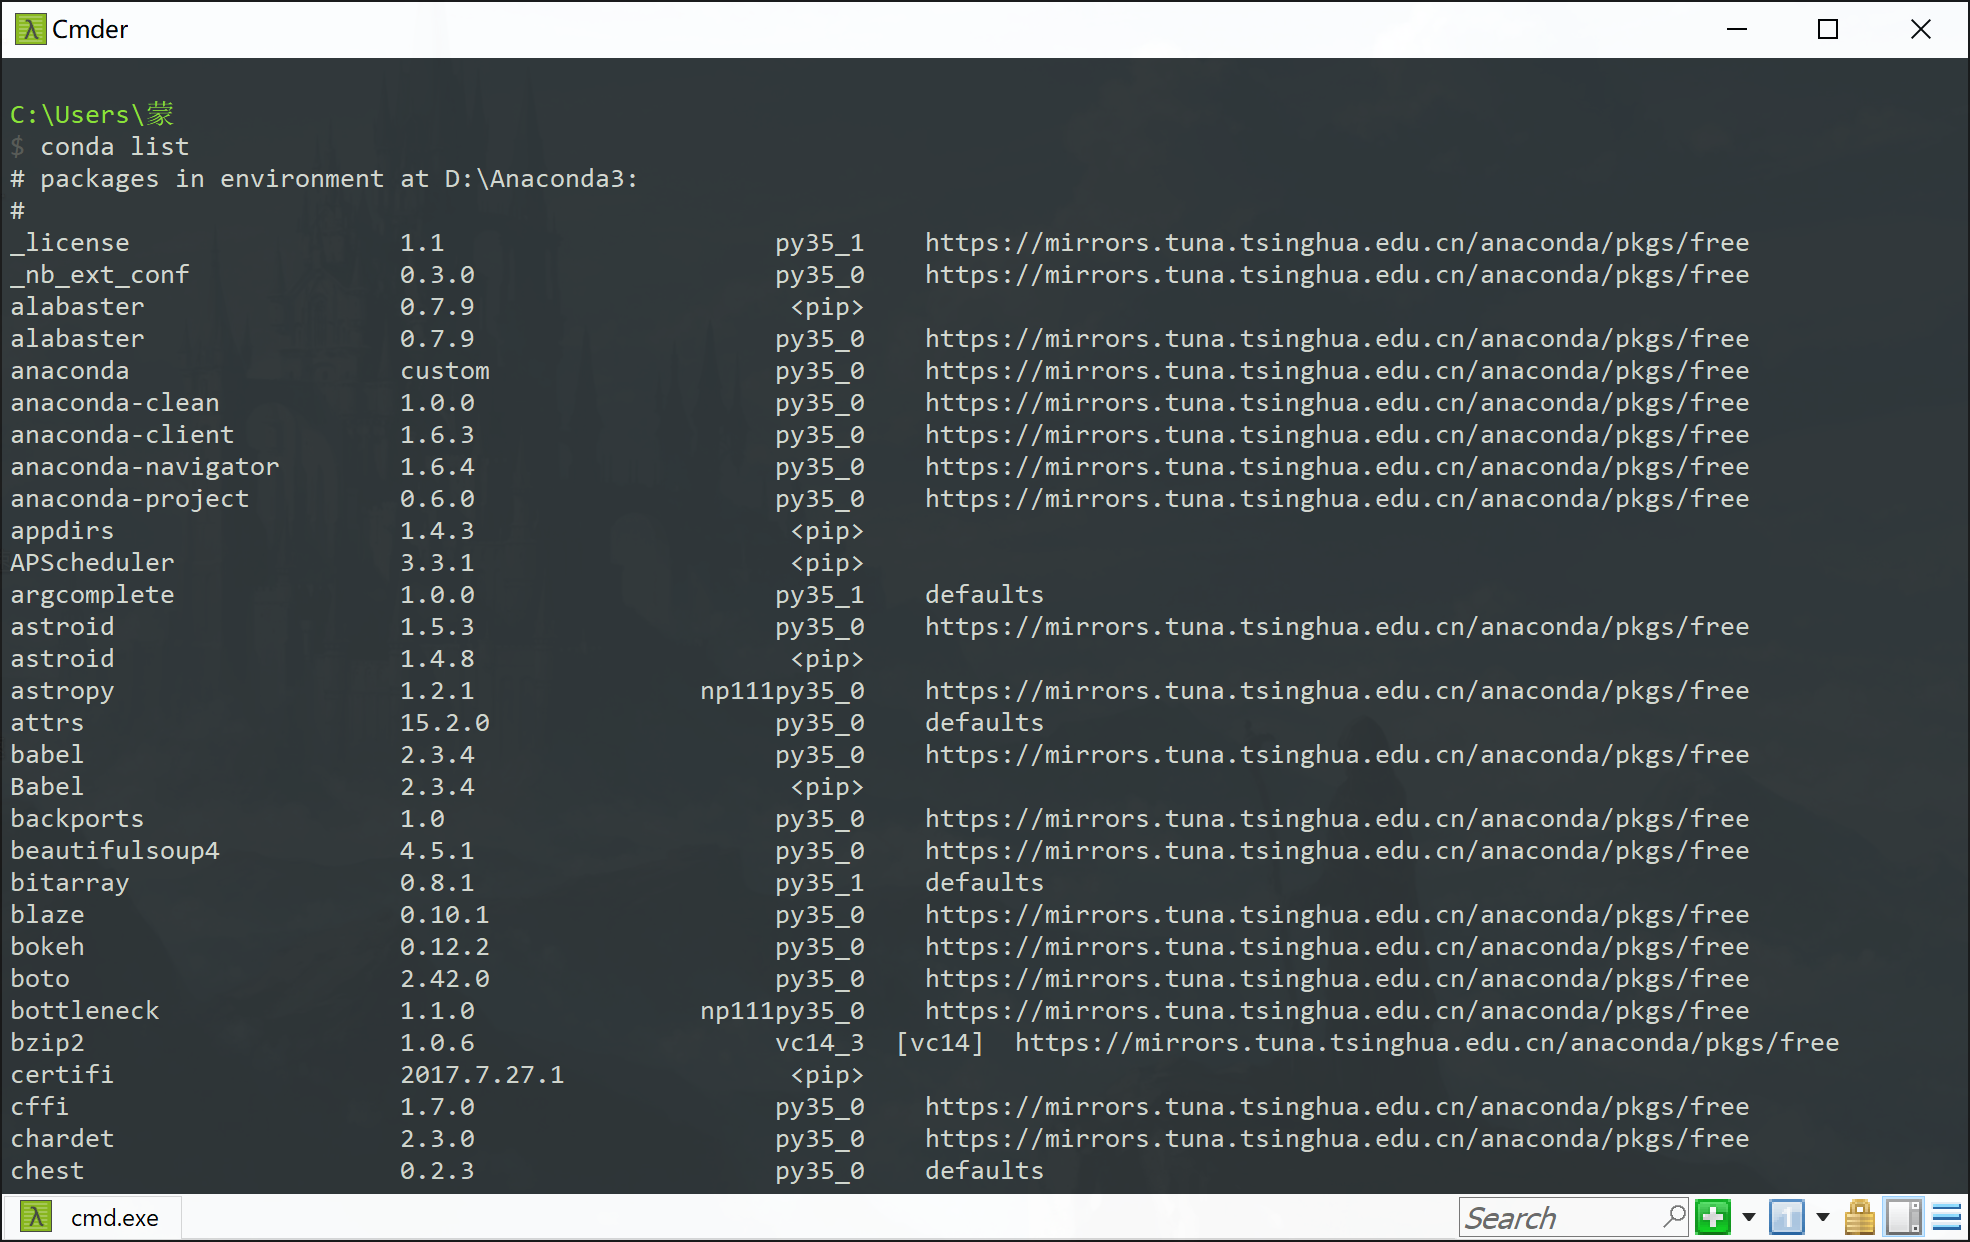 Cmder
C:\Users\蒙
$ conda list
# packages in environment at D:\Anaconda3:
#
_license                  1.1                      py35_1    https://mirrors.tuna.tsinghua.edu.cn/anaconda/pkgs/free
_nb_ext_conf              0.3.0                    py35_0    https://mirrors.tuna.tsinghua.edu.cn/anaconda/pkgs/free
alabaster                 0.7.9                     <pip>
alabaster                 0.7.9                    py35_0    https://mirrors.tuna.tsinghua.edu.cn/anaconda/pkgs/free
anaconda                  custom                   py35_0    https://mirrors.tuna.tsinghua.edu.cn/anaconda/pkgs/free
anaconda-clean            1.0.0                    py35_0    https://mirrors.tuna.tsinghua.edu.cn/anaconda/pkgs/free
anaconda-client           1.6.3                    py35_0    https://mirrors.tuna.tsinghua.edu.cn/anaconda/pkgs/free
anaconda-navigator        1.6.4                    py35_0    https://mirrors.tuna.tsinghua.edu.cn/anaconda/pkgs/free
anaconda-project          0.6.0                    py35_0    https://mirrors.tuna.tsinghua.edu.cn/anaconda/pkgs/free
appdirs                   1.4.3                     <pip>
APScheduler               3.3.1                     <pip>
argcomplete               1.0.0                    py35_1    defaults
astroid                   1.5.3                    py35_0    https://mirrors.tuna.tsinghua.edu.cn/anaconda/pkgs/free
astroid                   1.4.8                     <pip>
astropy                   1.2.1               np111py35_0    https://mirrors.tuna.tsinghua.edu.cn/anaconda/pkgs/free
attrs                     15.2.0                   py35_0    defaults
babel                     2.3.4                    py35_0    https://mirrors.tuna.tsinghua.edu.cn/anaconda/pkgs/free
Babel                     2.3.4                     <pip>
backports                 1.0                      py35_0    https://mirrors.tuna.tsinghua.edu.cn/anaconda/pkgs/free
beautifulsoup4            4.5.1                    py35_0    https://mirrors.tuna.tsinghua.edu.cn/anaconda/pkgs/free
bitarray                  0.8.1                    py35_1    defaults
blaze                     0.10.1                   py35_0    https://mirrors.tuna.tsinghua.edu.cn/anaconda/pkgs/free
bokeh                     0.12.2                   py35_0    https://mirrors.tuna.tsinghua.edu.cn/anaconda/pkgs/free
boto                      2.42.0                   py35_0    https://mirrors.tuna.tsinghua.edu.cn/anaconda/pkgs/free
bottleneck                1.1.0               np111py35_0    https://mirrors.tuna.tsinghua.edu.cn/anaconda/pkgs/free
bzip2                     1.0.6                    vc14_3  [vc14]  https://mirrors.tuna.tsinghua.edu.cn/anaconda/pkgs/free
certifi                   2017.7.27.1               <pip>
cffi                      1.7.0                    py35_0    https://mirrors.tuna.tsinghua.edu.cn/anaconda/pkgs/free
chardet                   2.3.0                    py35_0    https://mirrors.tuna.tsinghua.edu.cn/anaconda/pkgs/free
chest                     0.2.3                    py35_0    defaults
cmd.exe Search 1